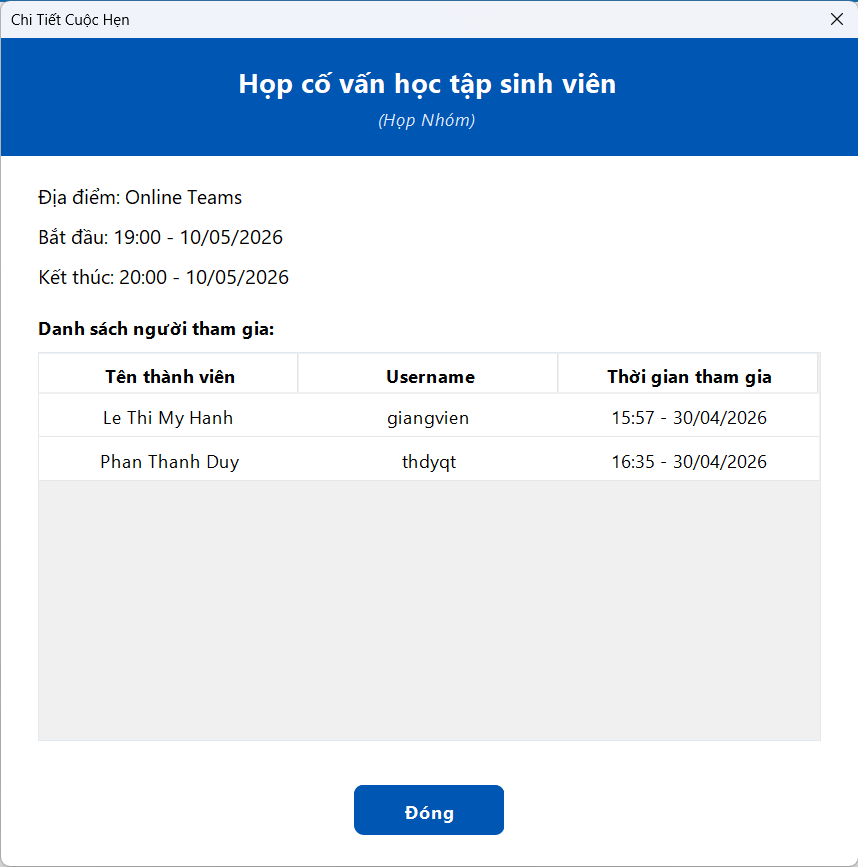 Chi Tiết Cuộc Hẹn
Họp cố vấn học tập sinh viên
(Họp Nhóm)
Địa điểm: Online Teams
Bắt đầu: 19:00 - 10/05/2026
Kết thúc: 20:00 - 10/05/2026
Danh sách người tham gia:
Tên thành viên Username Thời gian tham gia
Le Thi My Hanh giangvien 15:57 - 30/04/2026
Phan Thanh Duy thdyqt 16:35 - 30/04/2026
Đóng